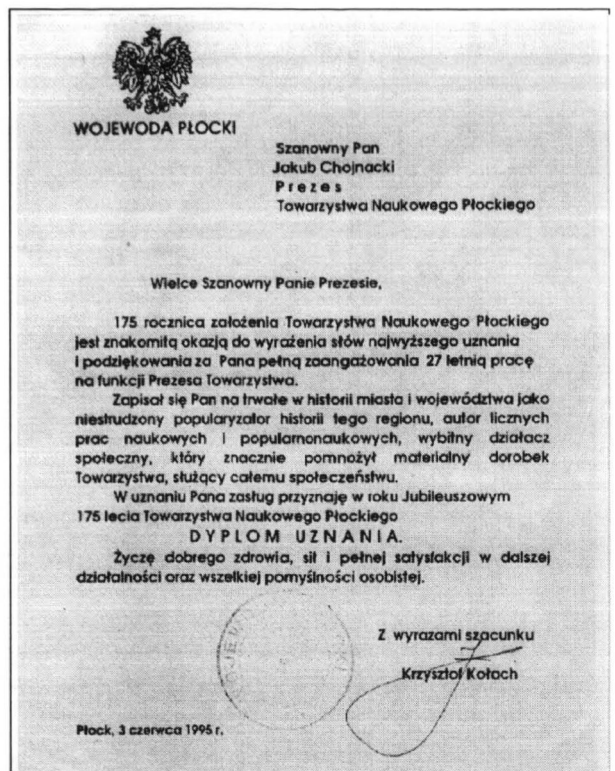 WOJEWODA PŁOCKI
Szanowny Pan
Jakub Chojnacki
P r e z e s
Towarzystwa Naukowego Płockiego
Wielce Szanowny Panie Prezesie,
175 rocznica założenia Towarzystwa Naukowego Płockiego
jest znakomitą okazją do wyrażenia słów najwyższego uznania
i podziękowania za Pana pełną zaangażowania 27 letnią pracę
na funkcji Prezesa Towarzystwa.
Zapisał się Pan na trwałe w historii miasta i województwa jako
niestrudzony popularyzator historii tego regionu, autor licznych
prac naukowych i popularnonaukowych, wybitny działacz
społeczny, który znacznie pomnożył materialny dorobek
Towarzystwa, służący całemu społeczeństwu.
W uznaniu Pana zasług przyznaję w roku Jubileuszowym
175 lecia Towarzystwa Naukowego Płockiego
D Y P L O M  U Z N A N I A.
Życzę dobrego zdrowia, sił i pełnej satysfakcji w dalszej
działalności oraz wszelkiej pomyślności osobistej.
Z wyrazami szacunku
Krzysztof Kołach
Płock, 3 czerwca 1995 r.